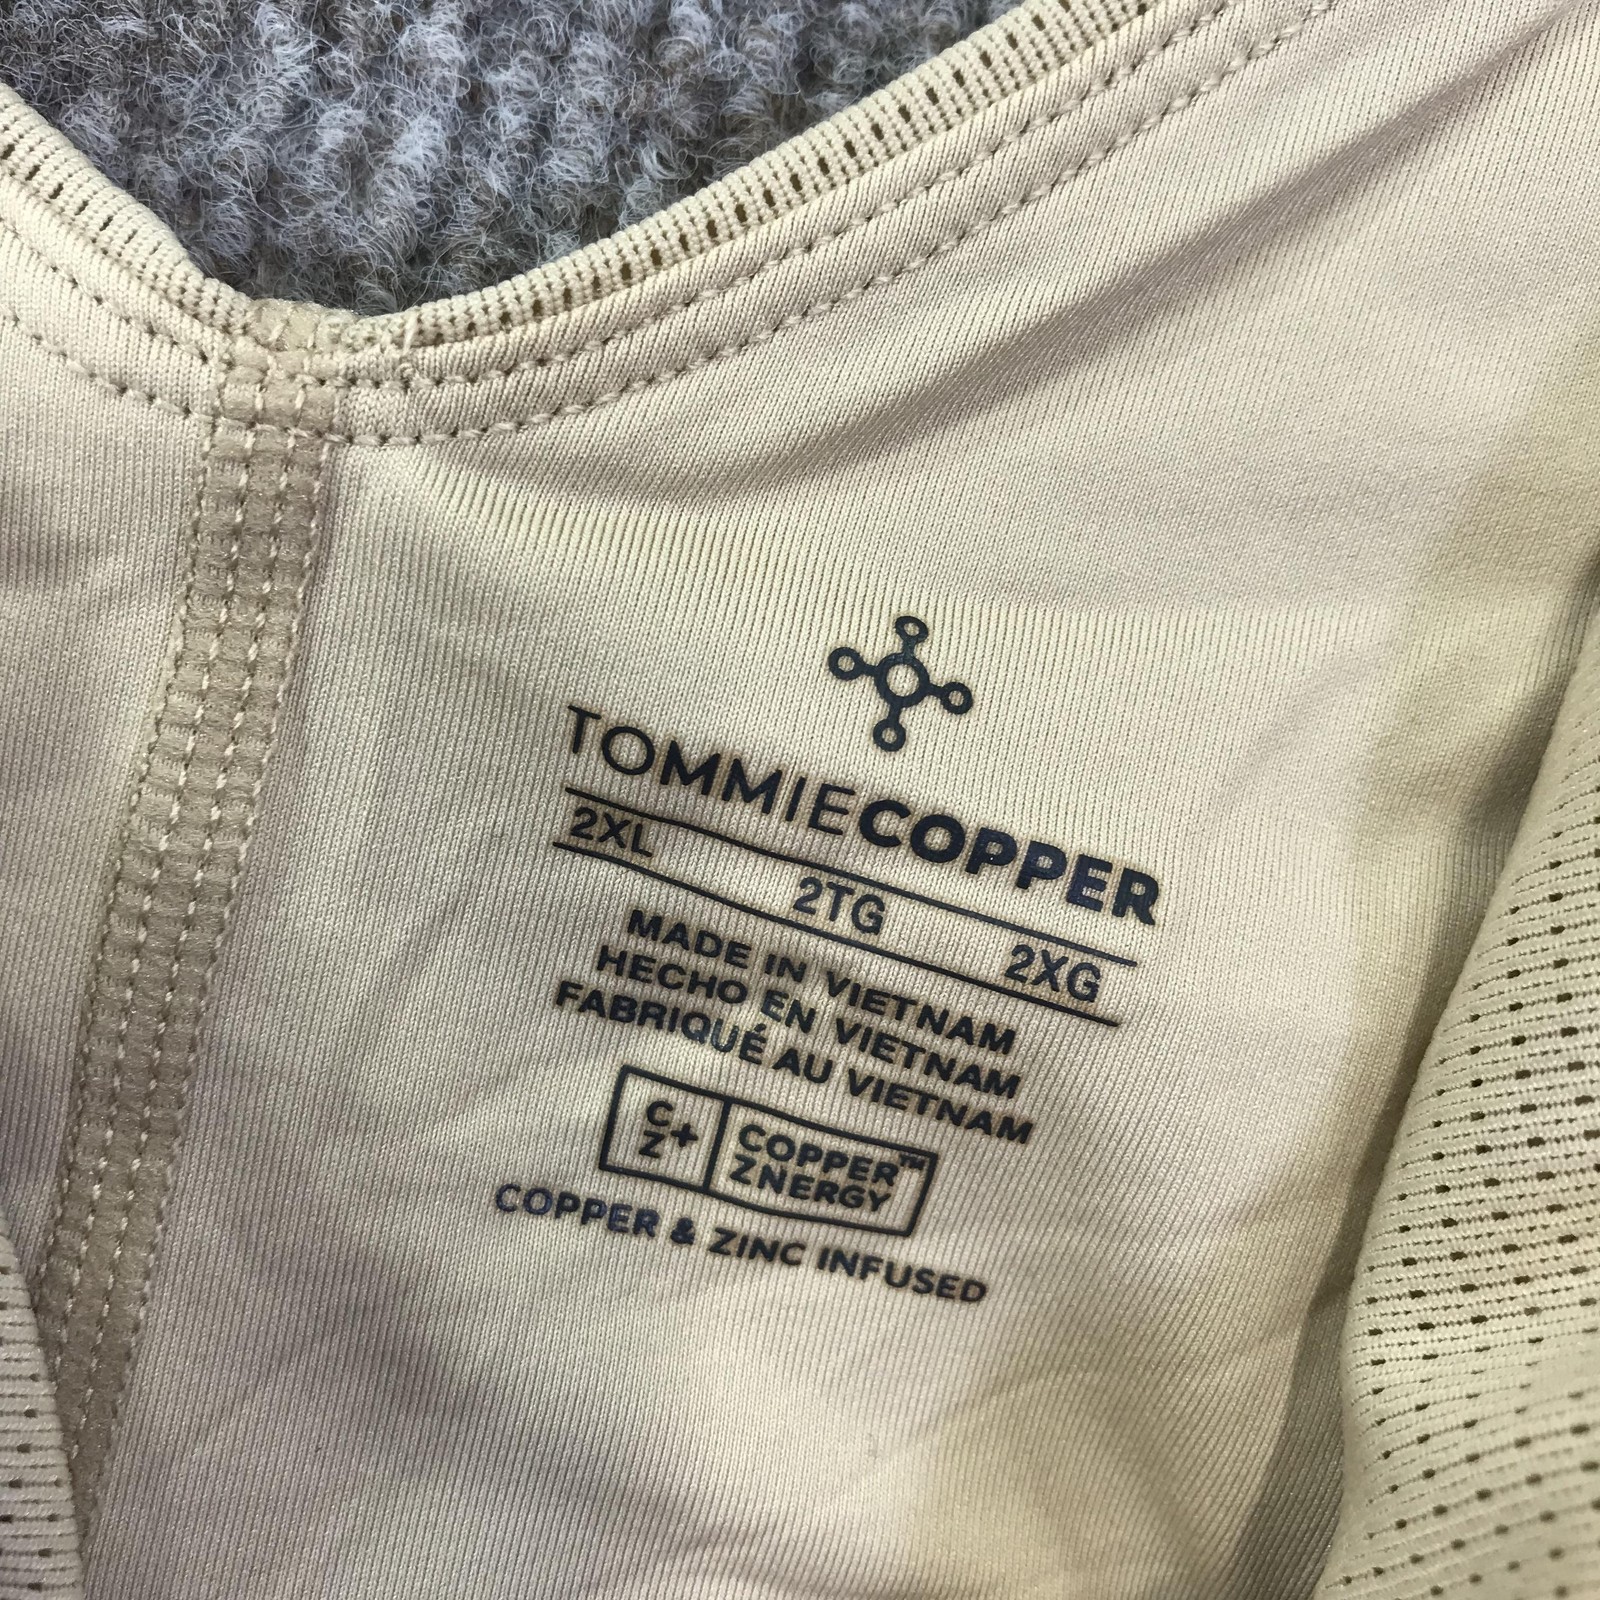 TOMMIECOPPER
2XL 2TG 2XG
MADE IN VIETNAM
HECHO EN VIETNAM
FABRIQUÉ AU VIETNAM
C Z+ COPPER™
ZNERGY
COPPER & ZINC INFUSED